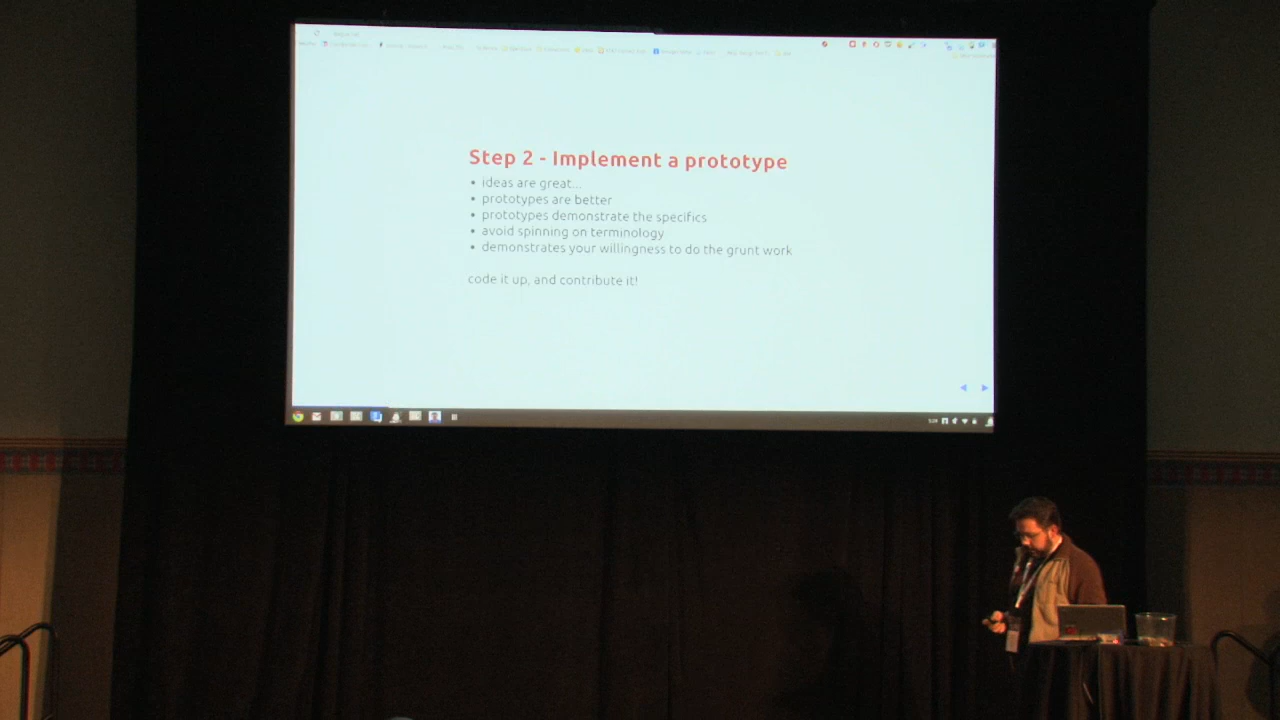 Step 2 - Implement a prototype
• ideas are great...
• prototypes are better
• prototypes demonstrate the specifics
• avoid spinning on terminology
• demonstrates your willingness to do the grunt work
code it up, and contribute it!